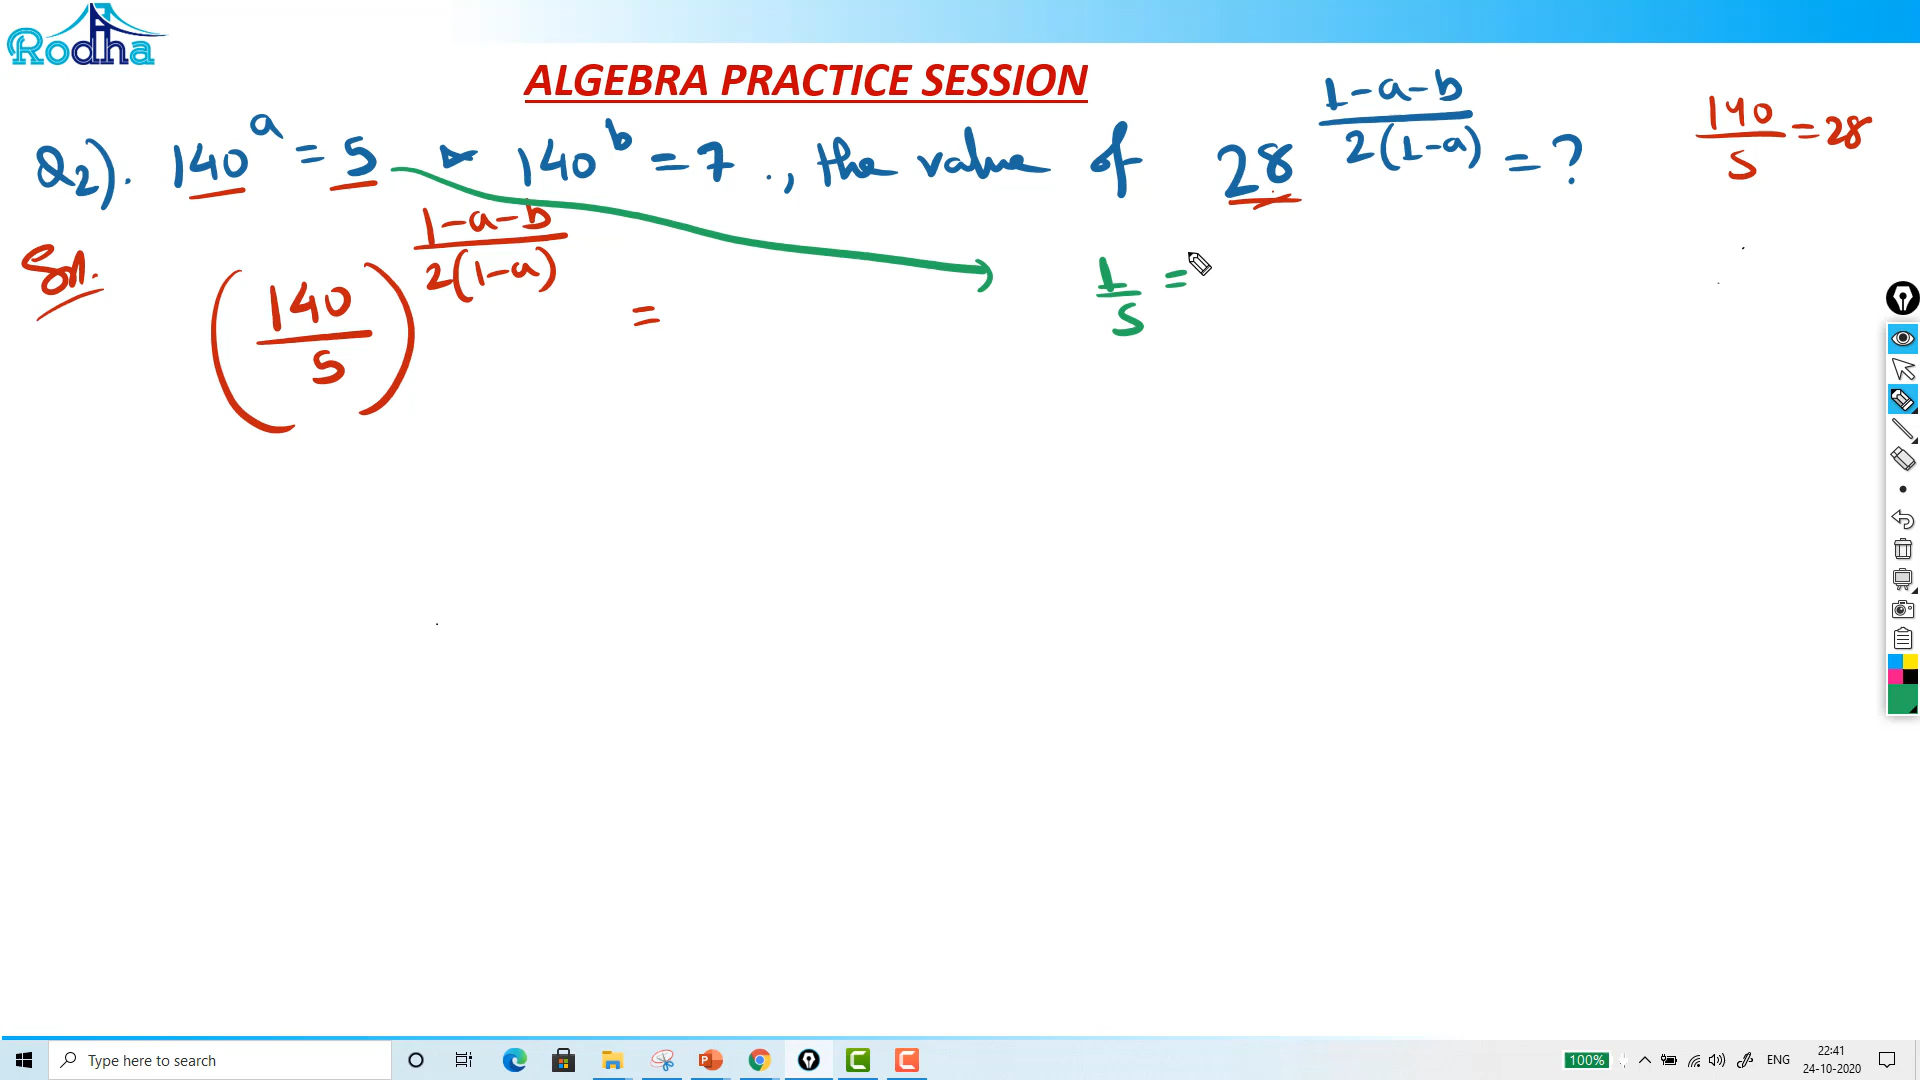 Rodha
ALGEBRA PRACTICE SESSION
Q2). 140^a = 5 & 140^b = 7 ., the value of 28^((1-a-b)/(2(1-a))) = ?
140/5 = 28
Sol.
(140/5)^((1-a-b)/(2(1-a))) =
1/5 =
Type here to search
100%
ENG
22:41
24-10-2020